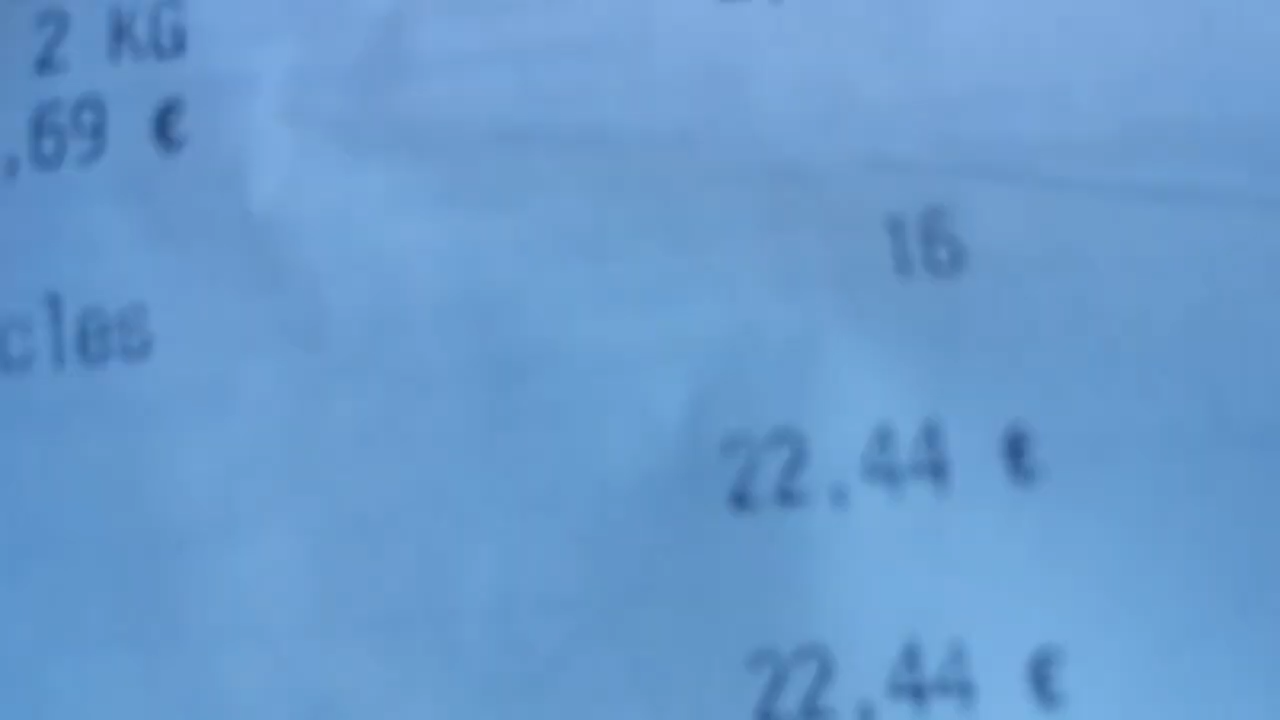 2 KG
,69 €
16
cles
22.44 €
22.44 €